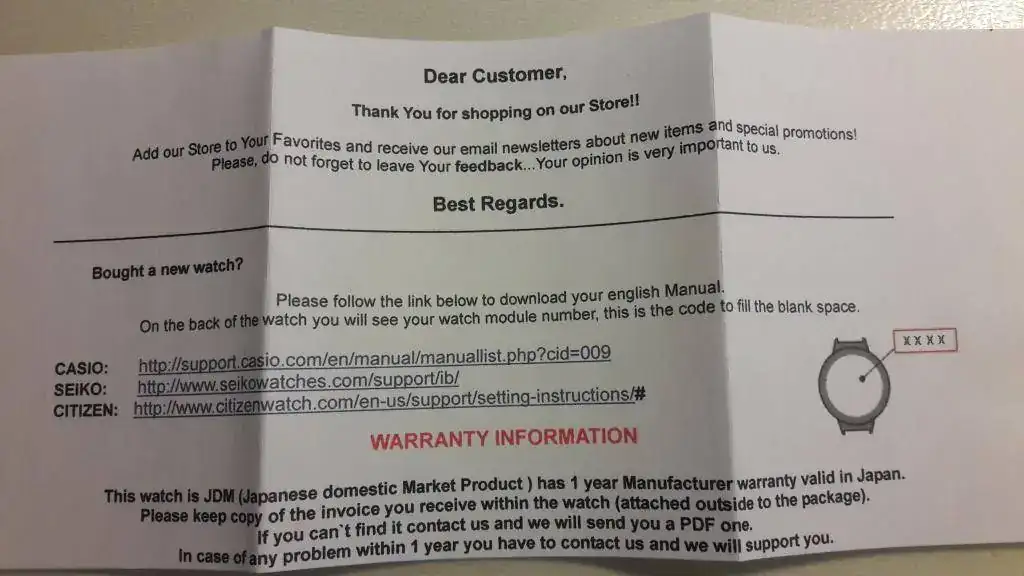 Dear Customer,
Thank You for shopping on our Store!!
Add our Store to Your Favorites and receive our email newsletters about new items and special promotions!
Please, do not forget to leave Your feedback...Your opinion is very important to us.
Best Regards.
Bought a new watch?
Please follow the link below to download your english Manual.
On the back of the watch you will see your watch module number, this is the code to fill the blank space.
XXXX
CASIO: http://support.casio.com/en/manual/manuallist.php?cid=009
SEIKO: http://www.seikowatches.com/support/ib/
CITIZEN: http://www.citizenwatch.com/en-us/support/setting-instructions/#
WARRANTY INFORMATION
This watch is JDM (Japanese domestic Market Product ) has 1 year Manufacturer warranty valid in Japan.
Please keep copy of the invoice you receive within the watch (attached outside to the package).
If you can`t find it contact us and we will send you a PDF one.
In case of any problem within 1 year you have to contact us and we will support you.